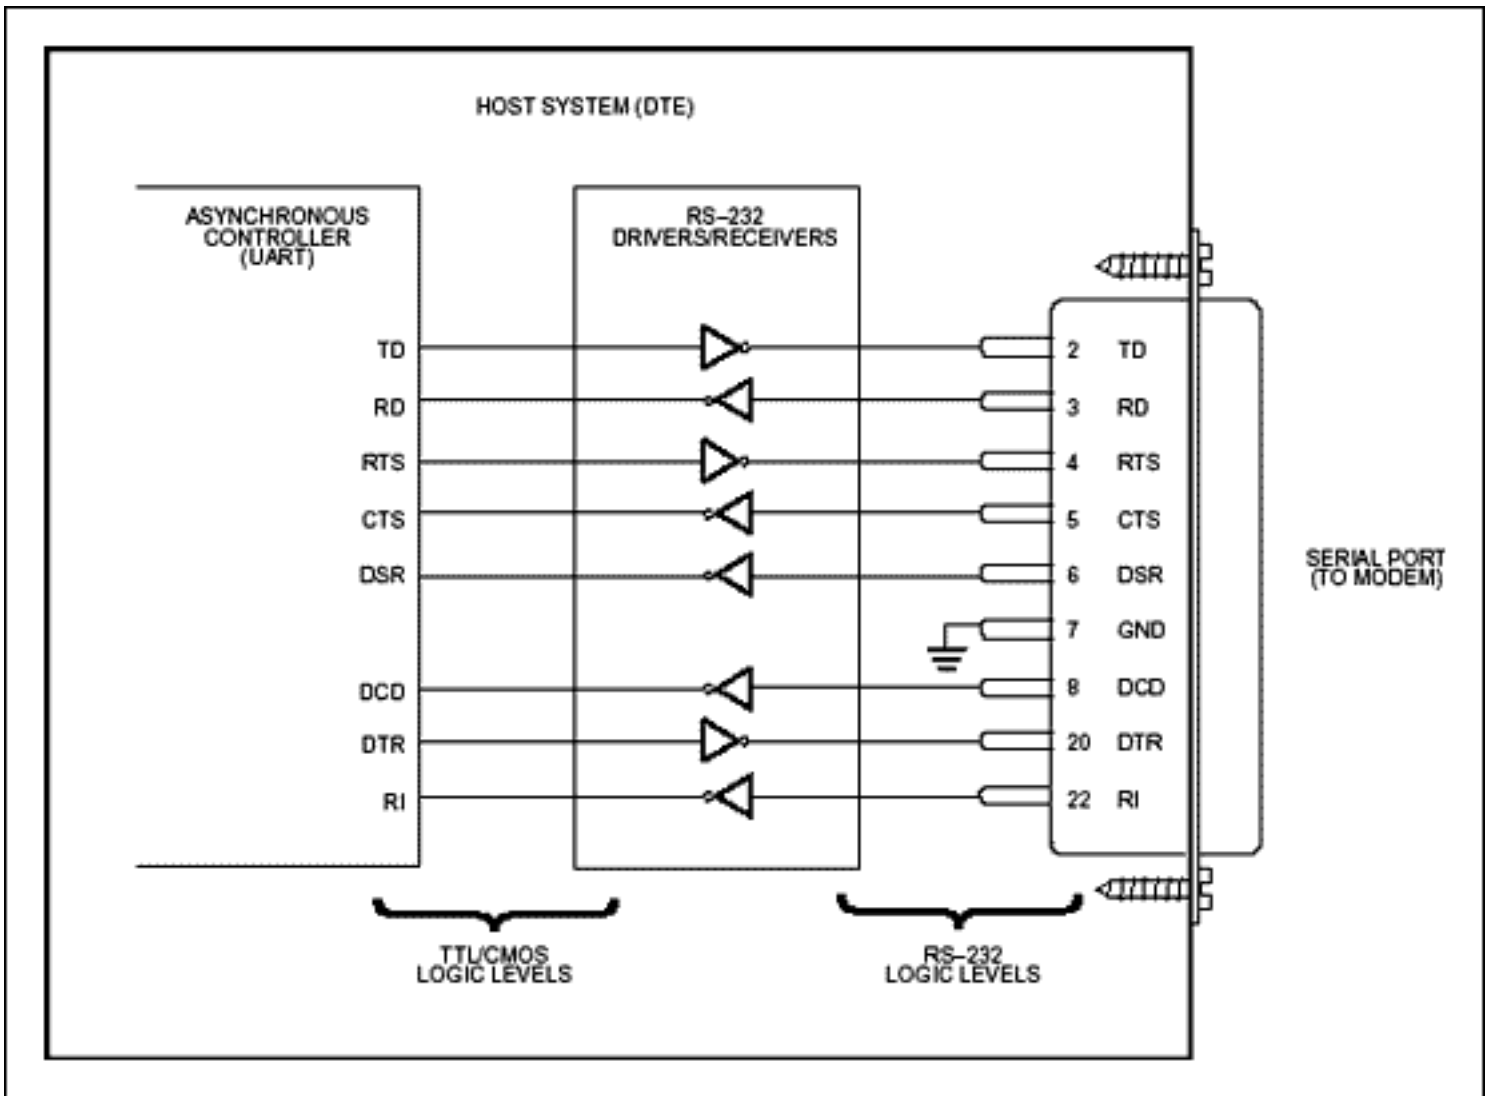 HOST SYSTEM (DTE)
ASYNCHRONOUS
CONTROLLER
(UART)
RS–232
DRIVERS/RECEIVERS
TD
2 TD
RD
3 RD
RTS
4 RTS
CTS
5 CTS
DSR
6 DSR
7 GND
DCD
8 DCD
DTR
20 DTR
RI
22 RI
SERIAL PORT
(TO MODEM)
TTL/CMOS
LOGIC LEVELS
RS–232
LOGIC LEVELS